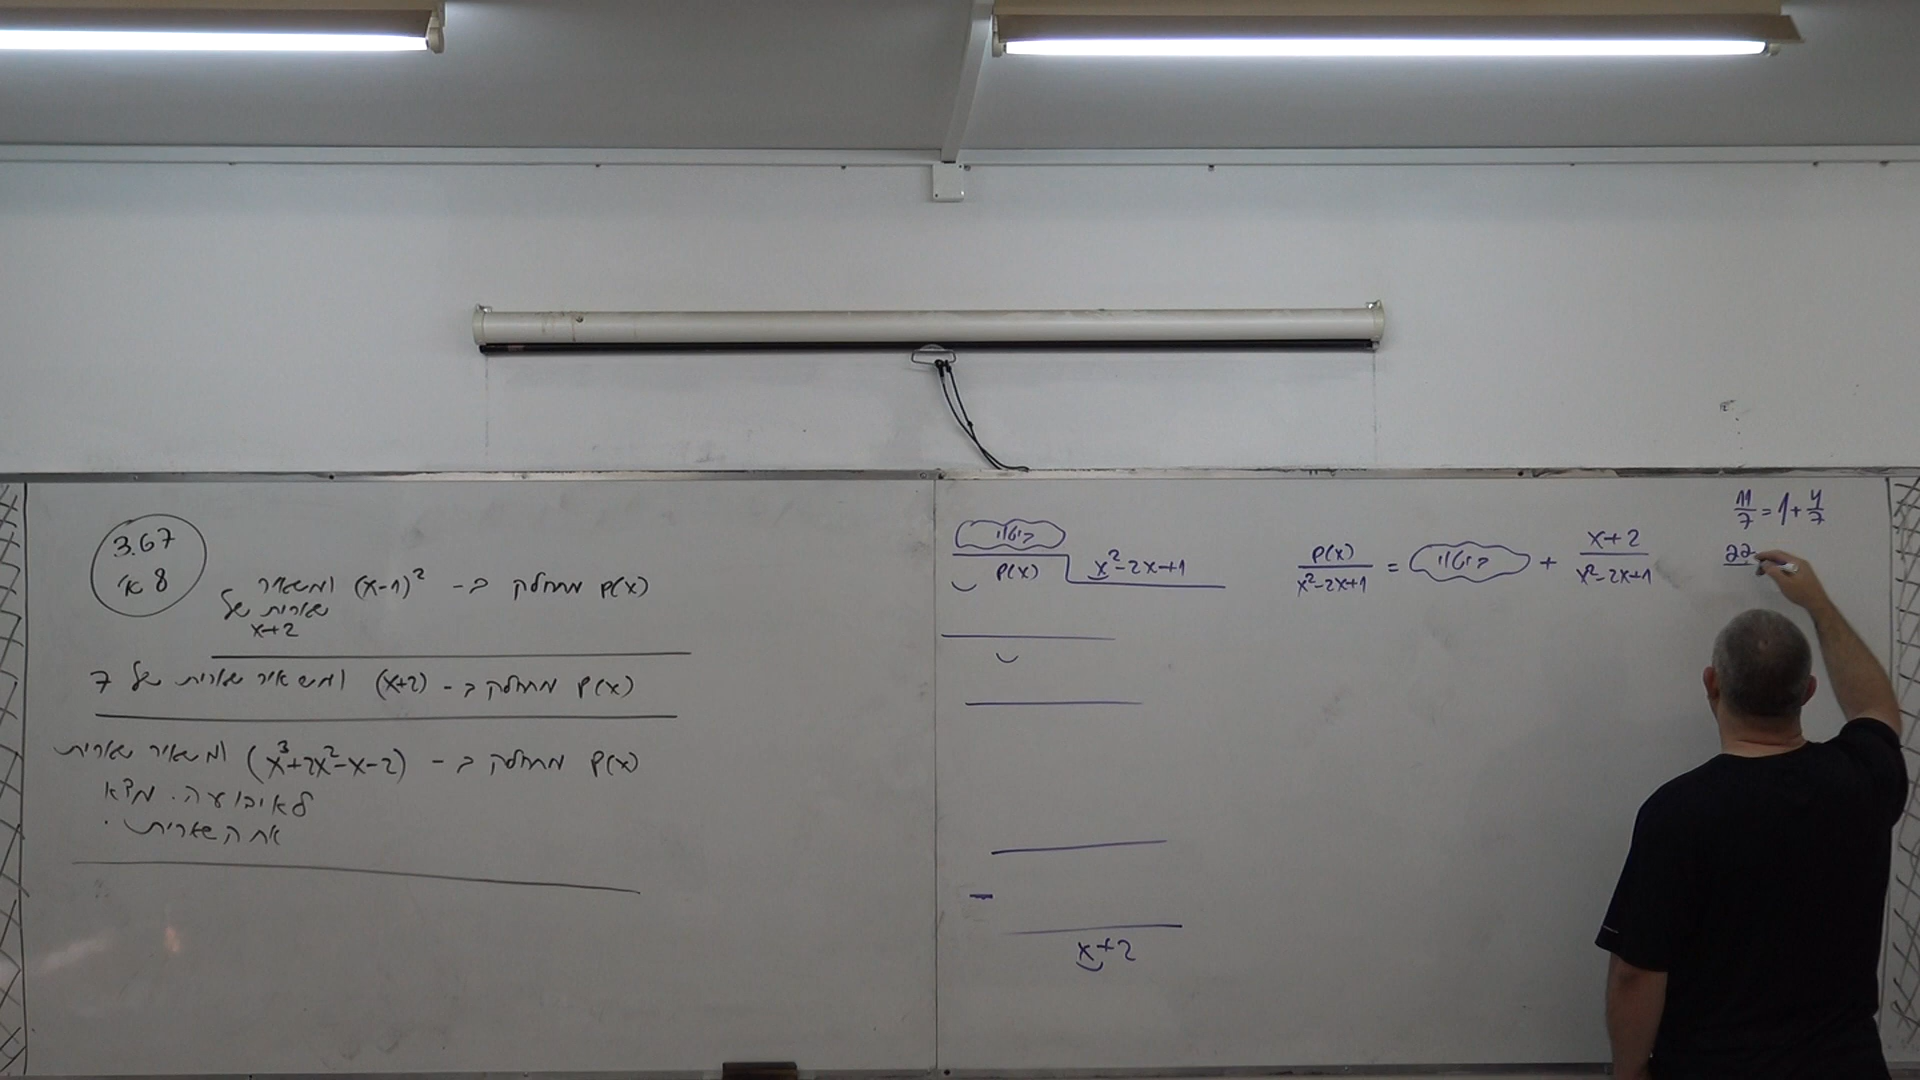 3.67
8 א'
P(x) מתחלק ב- (x-1)² ומשאיר
שארית של
x+2
P(x) מתחלק ב- (x+2) ומשאיר שארית של 7
P(x) מתחלק ב- (x³+2x²-x-2) ומשאיר שארית
מצא
את השארית.
P(x) x²-2x+1
x+2
P(x)/(x²-2x+1) = + (x+2)/(x²-2x+1)
11/7 = 1 + 4/7
22